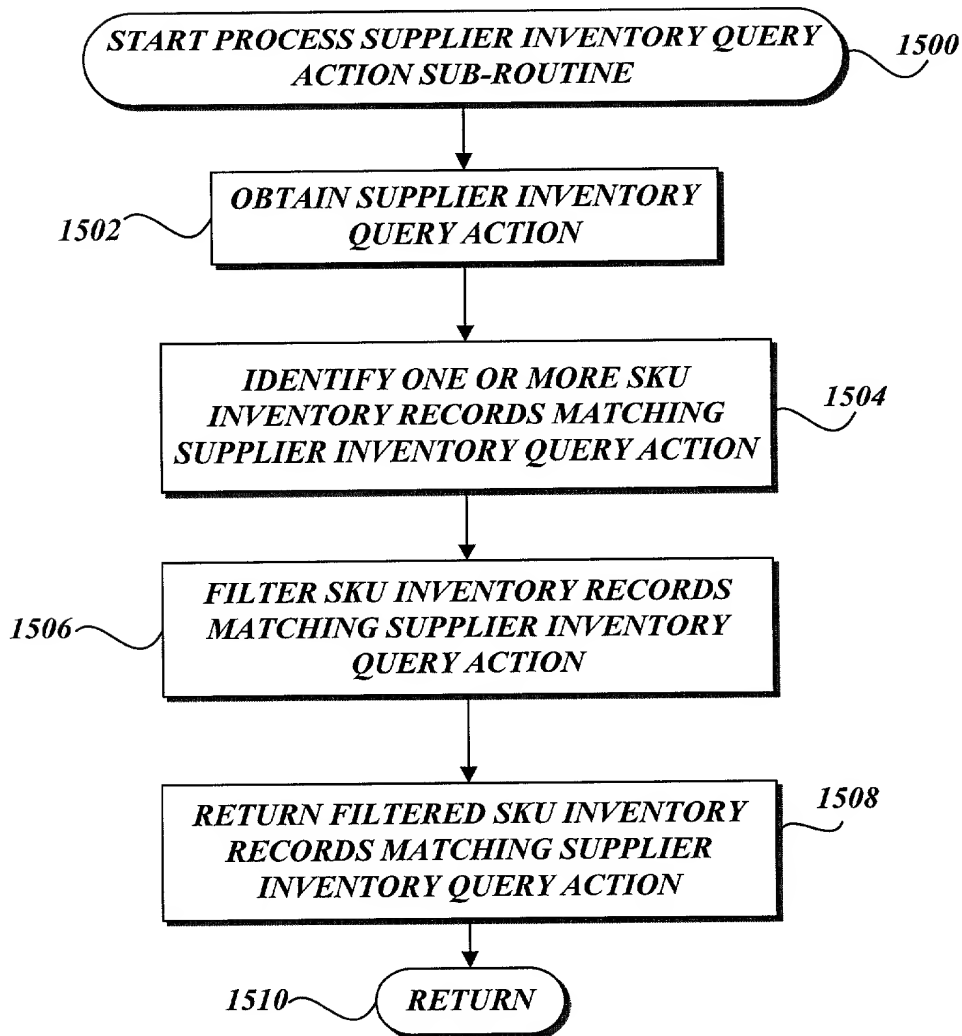 START PROCESS SUPPLIER INVENTORY QUERY
ACTION SUB-ROUTINE
1500
OBTAIN SUPPLIER INVENTORY
QUERY ACTION
1502
IDENTIFY ONE OR MORE SKU
INVENTORY RECORDS MATCHING
SUPPLIER INVENTORY QUERY ACTION
1504
FILTER SKU INVENTORY RECORDS
MATCHING SUPPLIER INVENTORY
QUERY ACTION
1506
RETURN FILTERED SKU INVENTORY
RECORDS MATCHING SUPPLIER
INVENTORY QUERY ACTION
1508
1510
RETURN